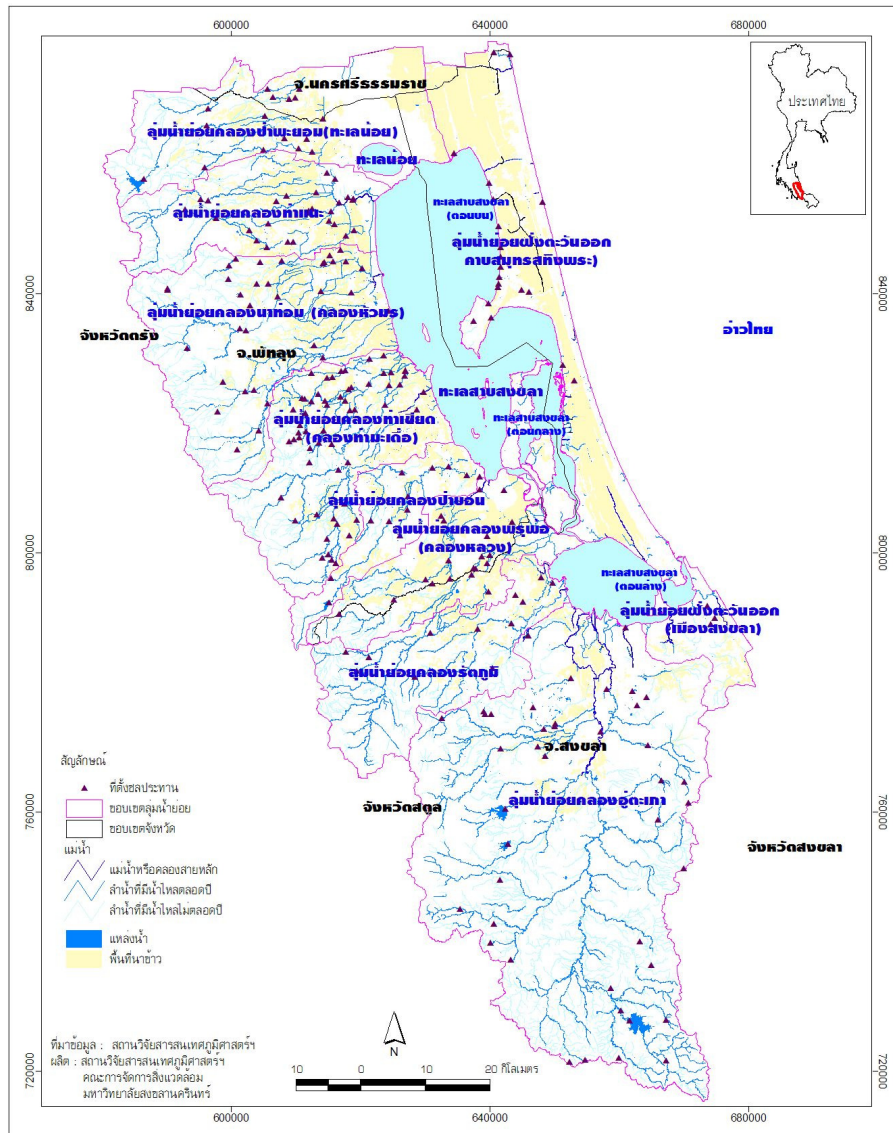 600000
640000
680000
จ.นครศรีธรรมราช
ประเทศไทย
ลุ่มน้ำย่อยคลองป่าพะยอม(ทะเลน้อย)
ทะเลน้อย
ทะเลสาบสงขลา
(ตอนบน)
ลุ่มน้ำย่อยคลองท่าแนะ
ลุ่มน้ำย่อยฝั่งตะวันออก
คาบสมุทรสทิงพระ)
840000
840000
ลุ่มน้ำย่อยคลองนาท่อม (คลองหัวมร)
จังหวัดตรัง
จ.พัทลุง
อ่าวไทย
ทะเลสาบสงขลา
ลุ่มน้ำย่อยคลองท่าเชียด
(คลองท่ามะเดื่อ)
ทะเลสาบสงขลา
(ตอนกลาง)
ลุ่มน้ำย่อยคลองป่าบอน
ลุ่มน้ำย่อยคลองพรุพ้อ
(คลองหลวง)
800000
800000
ทะเลสาบสงขลา
(ตอนล่าง)
ลุ่มน้ำย่อยฝั่งตะวันออก
(เมืองสงขลา)
ลุ่มน้ำย่อยคลองรัตภูมิ
จ.สงขลา
จังหวัดสตูล
ลุ่มน้ำย่อยคลองอู่ตะเภา
760000
760000
จังหวัดสงขลา
สัญลักษณ์
ที่ตั้งชลประทาน
ขอบเขตลุ่มน้ำย่อย
ขอบเขตจังหวัด
แม่น้ำ
แม่น้ำหรือคลองสายหลัก
ลำน้ำที่มีน้ำไหลตลอดปี
ลำน้ำที่มีน้ำไหลไม่ตลอดปี
แหล่งน้ำ
พื้นที่นาข้าว
N
ที่มาข้อมูล : สถานวิจัยสารสนเทศภูมิศาสตร์ฯ
ผลิต : สถานวิจัยสารสนเทศภูมิศาสตร์ฯ
คณะการจัดการสิ่งแวดล้อม
มหาวิทยาลัยสงขลานครินทร์
10 0 10 20 กิโลเมตร
720000
720000
600000
640000
680000